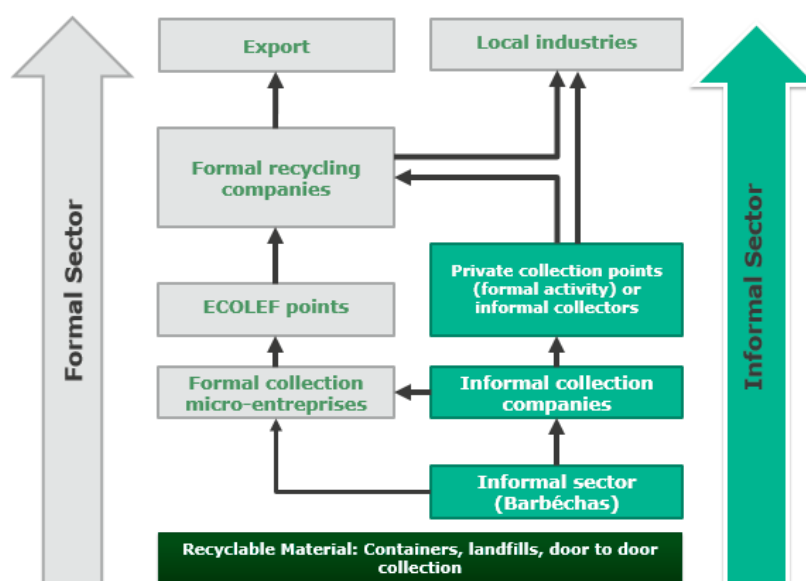 Export
Local industries
Formal recycling
companies
Private collection points
(formal activity) or
informal collectors
ECOLEF points
Formal collection
micro-entreprises
Informal collection
companies
Informal sector
(Barbéchas)
Recyclable Material: Containers, landfills, door to door
collection
Formal Sector
Informal Sector